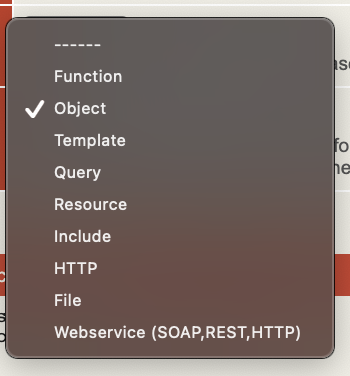 ------
Function
Object
Template
Query
Resource
Include
HTTP
File
Webservice (SOAP,REST,HTTP)